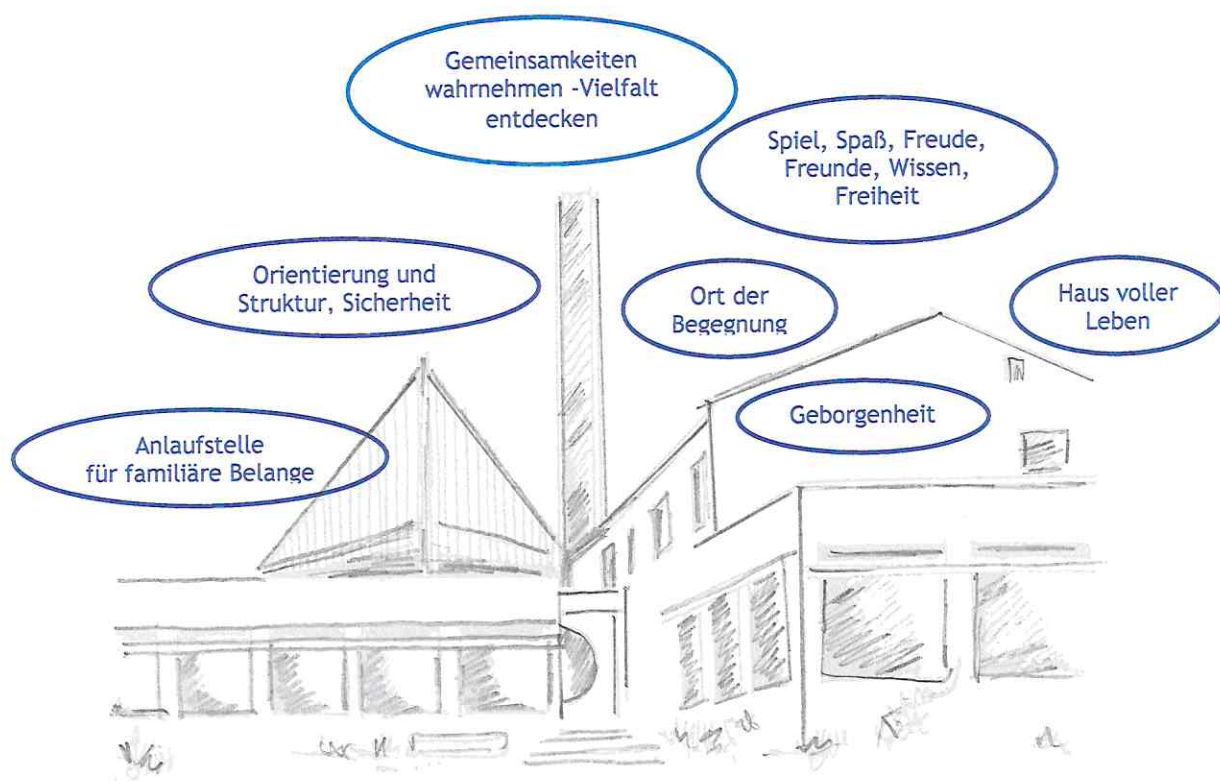 Gemeinsamkeiten
wahrnehmen -Vielfalt
entdecken
Spiel, Spaß, Freude,
Freunde, Wissen,
Freiheit
Orientierung und
Struktur, Sicherheit
Ort der
Begegnung
Haus voller
Leben
Geborgenheit
Anlaufstelle
für familiäre Belange